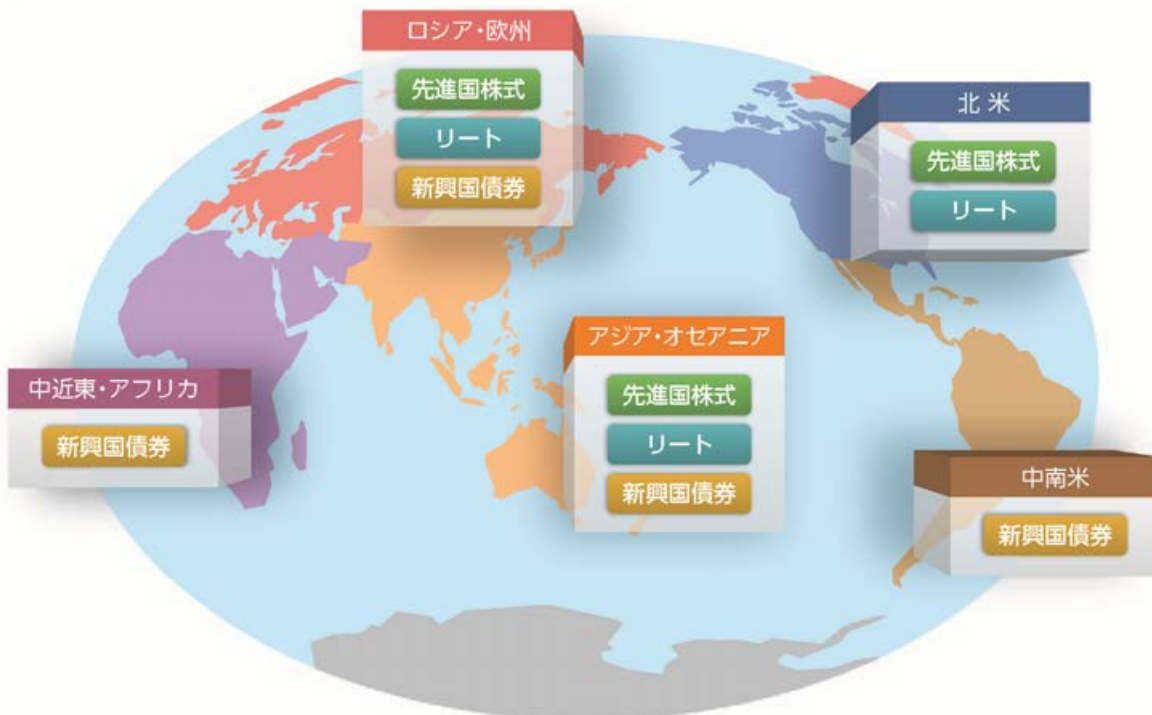 ロシア・欧州
先進国株式
リート
新興国債券
北米
先進国株式
リート
中近東・アフリカ
新興国債券
アジア・オセアニア
先進国株式
リート
新興国債券
中南米
新興国債券